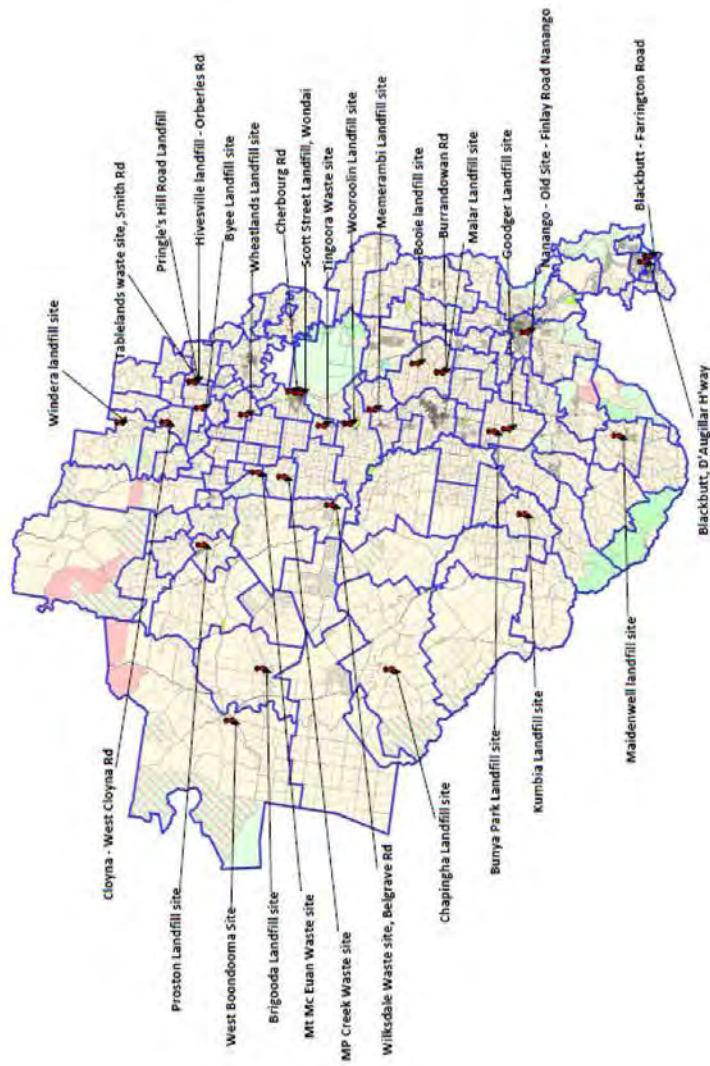 Windera landfill site
Tablelands waste site, Smith Rd
Pringle's Hill Road Landfill
Hivesville landfill - Orberles Rd
Byee Landfill site
Wheatlands Landfill site
Cherbourg Rd
Scott Street Landfill, Wondai
Tingoora Waste site
Wooroolin Landfill site
Memerambi Landfill site
Booie landfill site
Burrandowan Rd
Malar Landfill site
Goodger Landfill site
Nanango - Old Site - Finlay Road Nanango
Blackbutt - Farrington Road
Cloyna - West Cloyna Rd
Proston Landfill site
West Boondooma Site
Brigooda Landfill site
Mt Mc Euan Waste site
MP Creek Waste site
Wilksdale Waste site, Belgrave Rd
Chapingha Landfill site
Bunya Park Landfill site
Kumbia Landfill site
Maidenwell landfill site
Blackbutt, D'Augillar H'way